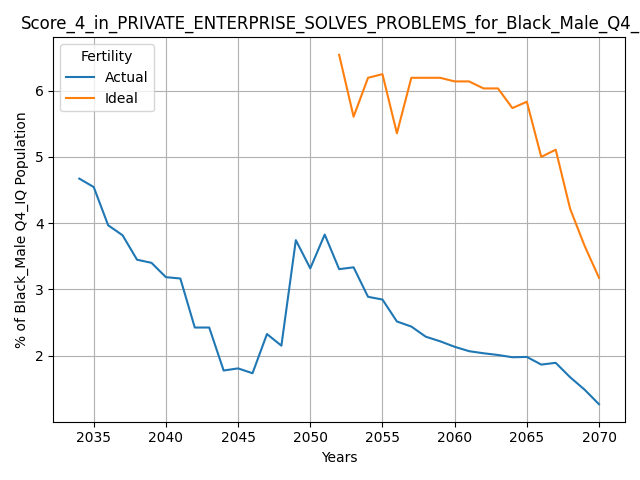 Score_4_in_PRIVATE_ENTERPRISE_SOLVES_PROBLEMS_for_Black_Male_Q4_
Fertility
Actual
Ideal
% of Black_Male Q4_IQ Population
6
5
4
3
2
2035 2040 2045 2050 2055 2060 2065 2070
Years